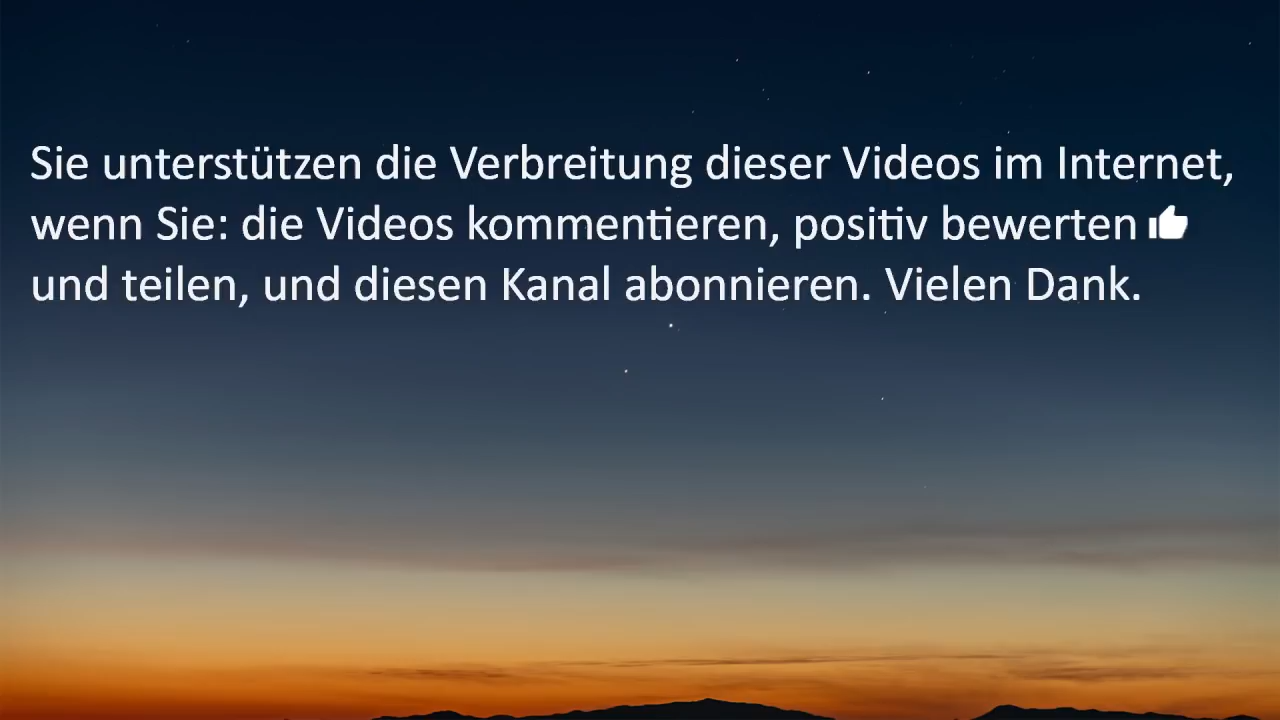 Sie unterstützen die Verbreitung dieser Videos im Internet,
wenn Sie: die Videos kommentieren, positiv bewerten 👍
und teilen, und diesen Kanal abonnieren. Vielen Dank.